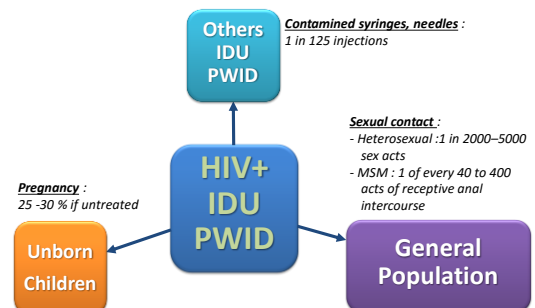 Others
IDU
PWID
Contaminated syringes, needles :
1 in 125 injections
Sexual contact :
- Heterosexual :1 in 2000–5000
sex acts
- MSM : 1 of every 40 to 400
acts of receptive anal
intercourse
HIV+
IDU
PWID
Pregnancy :
25 -30 % if untreated
Unborn
Children
General
Population